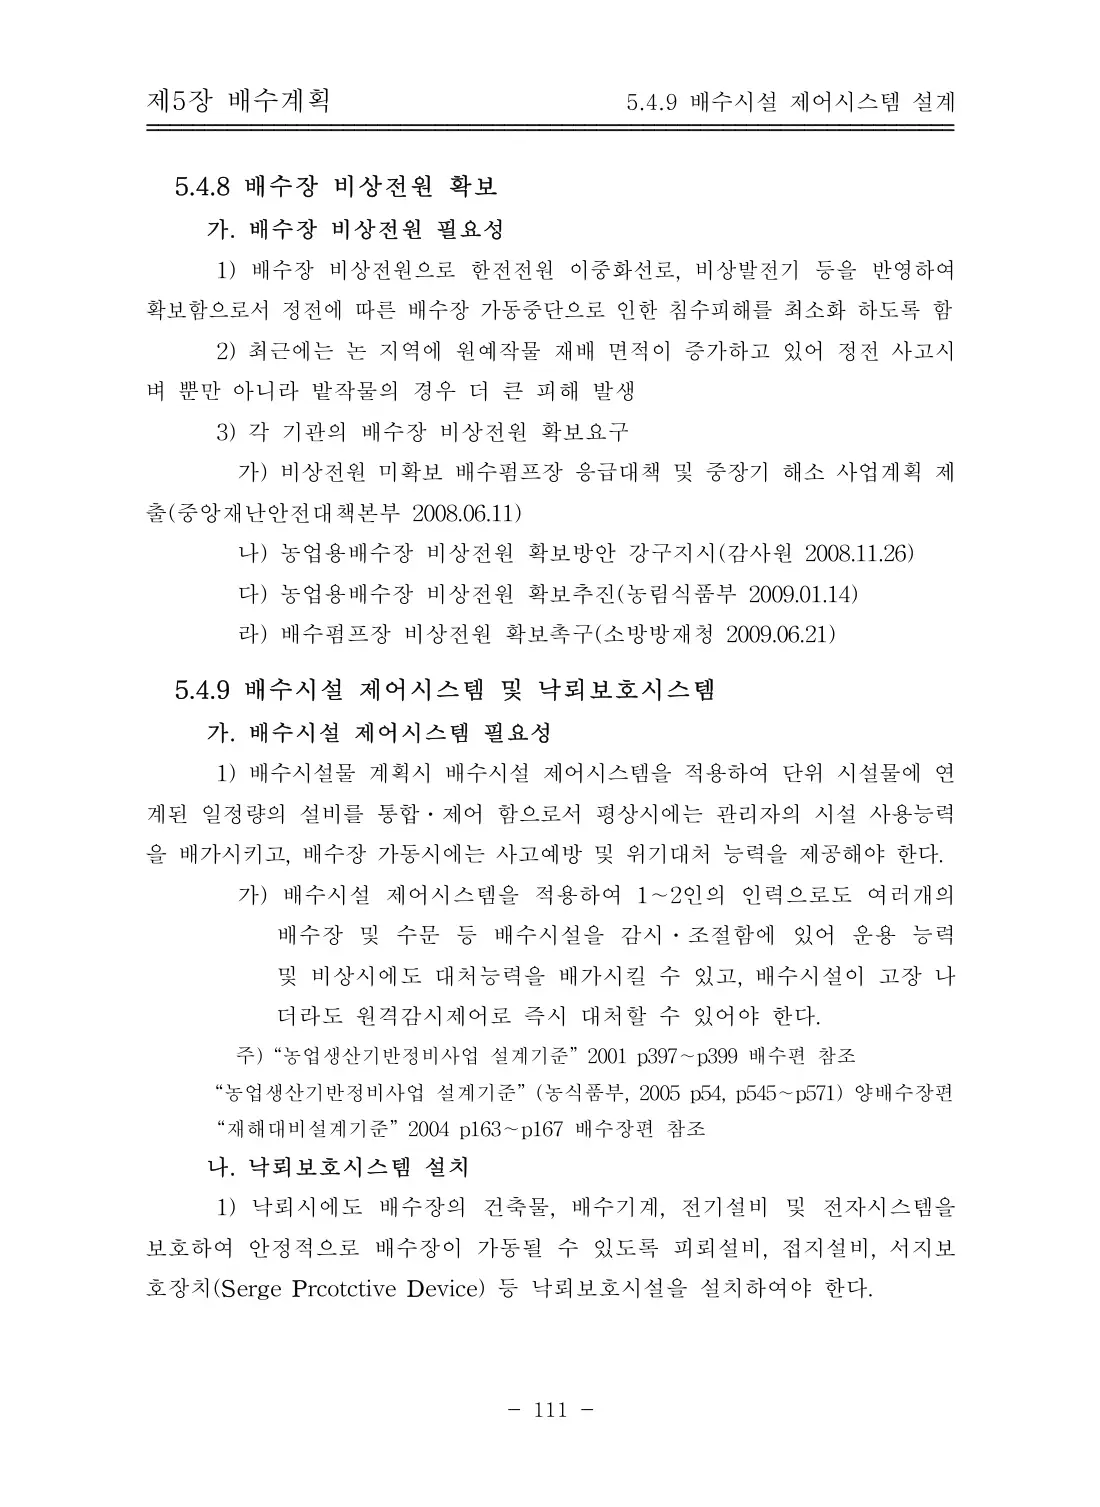 제5장 배수계획
5.4.9 배수시설 제어시스템 설계
5.4.8 배수장 비상전원 확보
가. 배수장 비상전원 필요성
1) 배수장 비상전원으로 한전전원 이중화선로, 비상발전기 등을 반영하여
확보함으로서 정전에 따른 배수장 가동중단으로 인한 침수피해를 최소화 하도록 함
2) 최근에는 논 지역에 원예작물 재배 면적이 증가하고 있어 정전 사고시
벼 뿐만 아니라 밭작물의 경우 더 큰 피해 발생
3) 각 기관의 배수장 비상전원 확보요구
가) 비상전원 미확보 배수펌프장 응급대책 및 중장기 해소 사업계획 제
출(중앙재난안전대책본부 2008.06.11)
나) 농업용배수장 비상전원 확보방안 강구지시(감사원 2008.11.26)
다) 농업용배수장 비상전원 확보추진(농림식품부 2009.01.14)
라) 배수펌프장 비상전원 확보촉구(소방방재청 2009.06.21)
5.4.9 배수시설 제어시스템 및 낙뢰보호시스템
가. 배수시설 제어시스템 필요성
1) 배수시설물 계획시 배수시설 제어시스템을 적용하여 단위 시설물에 연
계된 일정량의 설비를 통합·제어 함으로서 평상시에는 관리자의 시설 사용능력
을 배가시키고, 배수장 가동시에는 사고예방 및 위기대처 능력을 제공해야 한다.
가) 배수시설 제어시스템을 적용하여 1~2인의 인력으로도 여러개의
배수장 및 수문 등 배수시설을 감시·조절함에 있어 운용 능력
및 비상시에도 대처능력을 배가시킬 수 있고, 배수시설이 고장 나
더라도 원격감시제어로 즉시 대처할 수 있어야 한다.
주) “농업생산기반정비사업 설계기준” 2001 p397~p399 배수편 참조
“농업생산기반정비사업 설계기준” (농식품부, 2005 p54, p545~p571) 양배수장편
“재해대비설계기준” 2004 p163~p167 배수장편 참조
나. 낙뢰보호시스템 설치
1) 낙뢰시에도 배수장의 건축물, 배수기계, 전기설비 및 전자시스템을
보호하여 안정적으로 배수장이 가동될 수 있도록 피뢰설비, 접지설비, 서지보
호장치(Serge Prcotctive Device) 등 낙뢰보호시설을 설치하여야 한다.
- 111 -